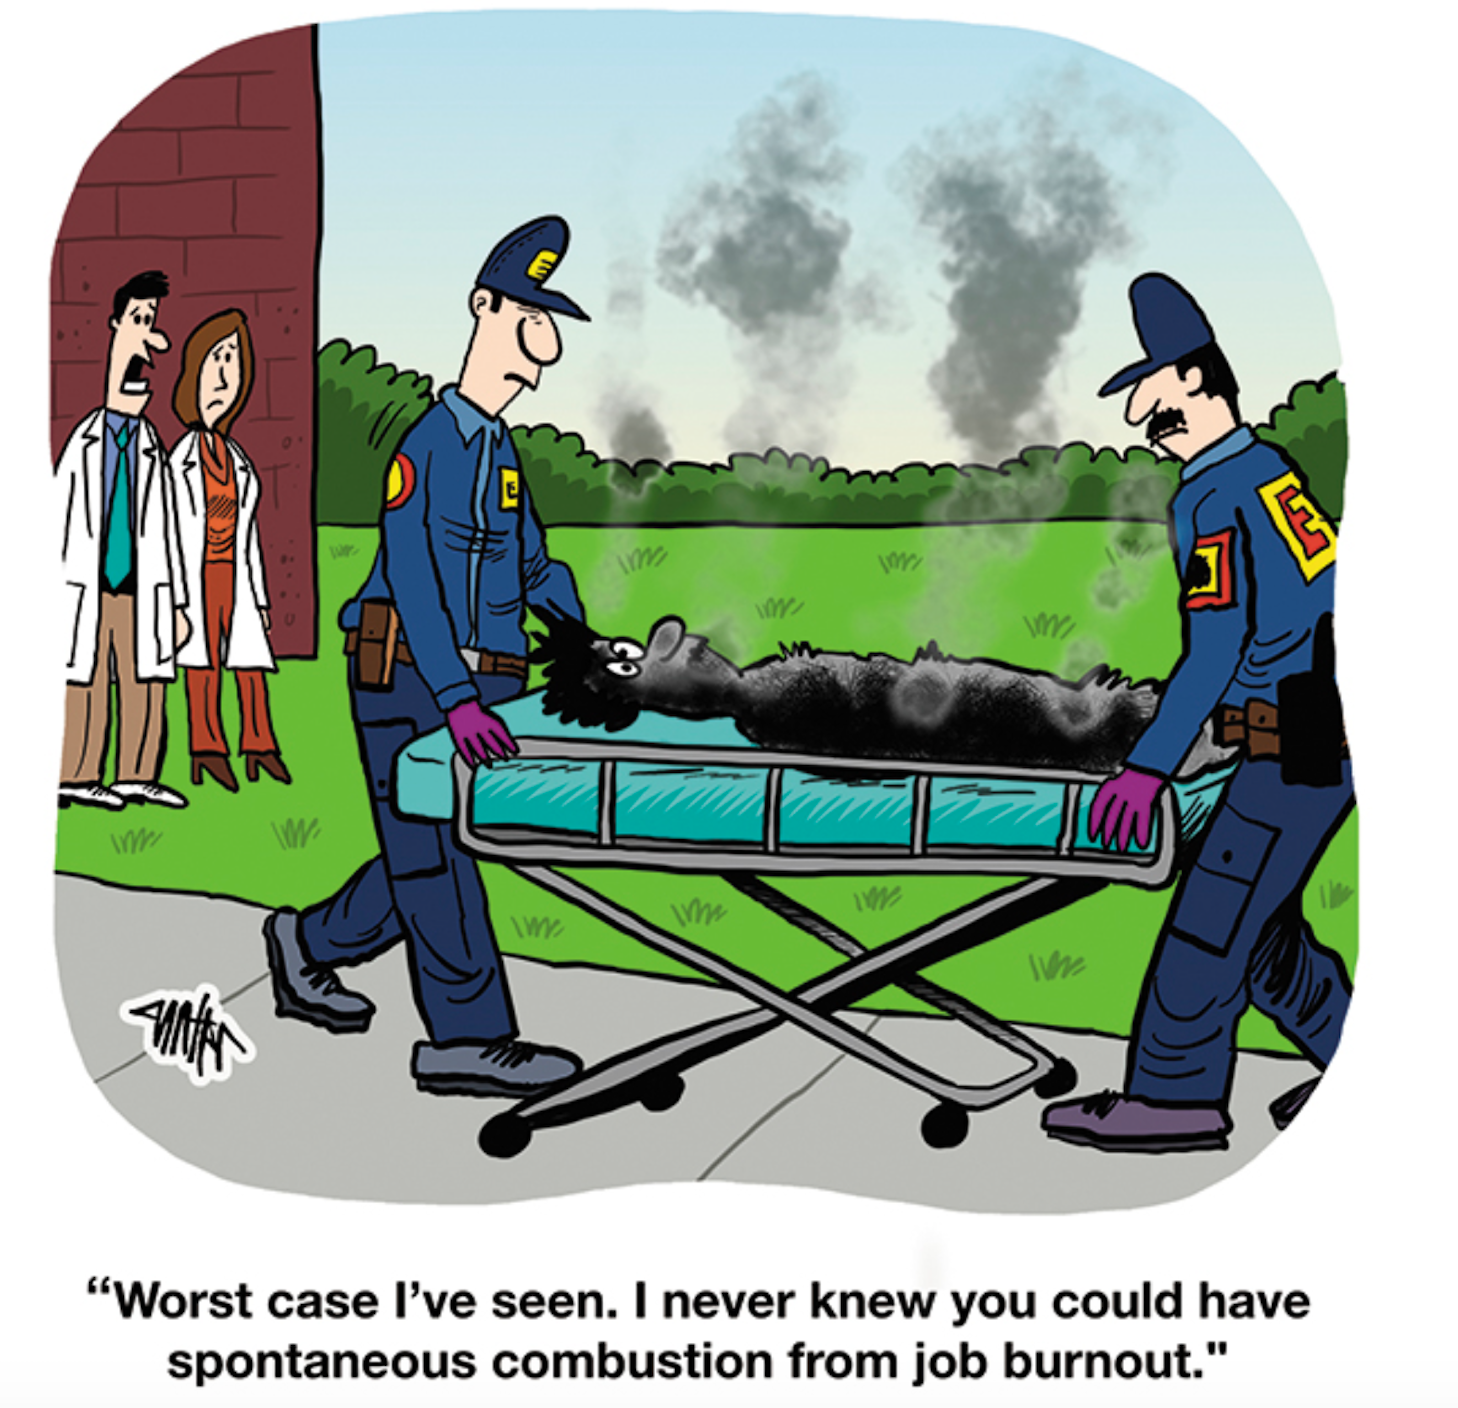 E
E
E
“Worst case I’ve seen. I never knew you could have
spontaneous combustion from job burnout."